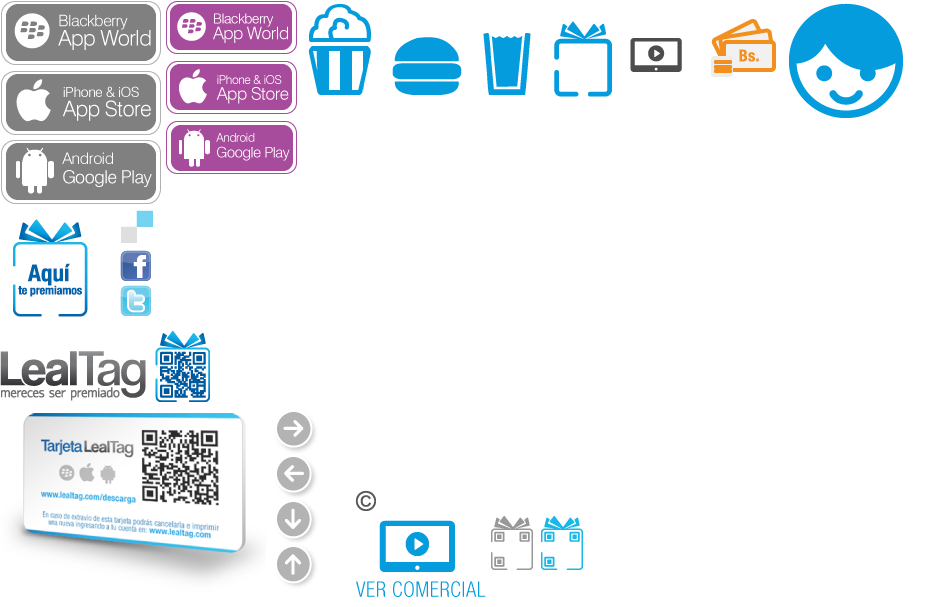 Blackberry
App World
iPhone & iOS
App Store
Android
Google Play
Blackberry
App World
iPhone & iOS
App Store
Android
Google Play
Bs.
Aquí
te premiamos
f
t
LealTag
mereces ser premiado
Tarjeta LealTag
www.lealtag.com/descarga
En caso de extravío de esta tarjeta podrás cancelarla e imprimir
una nueva ingresando a tu cuenta en: www.lealtag.com
©
VER COMERCIAL